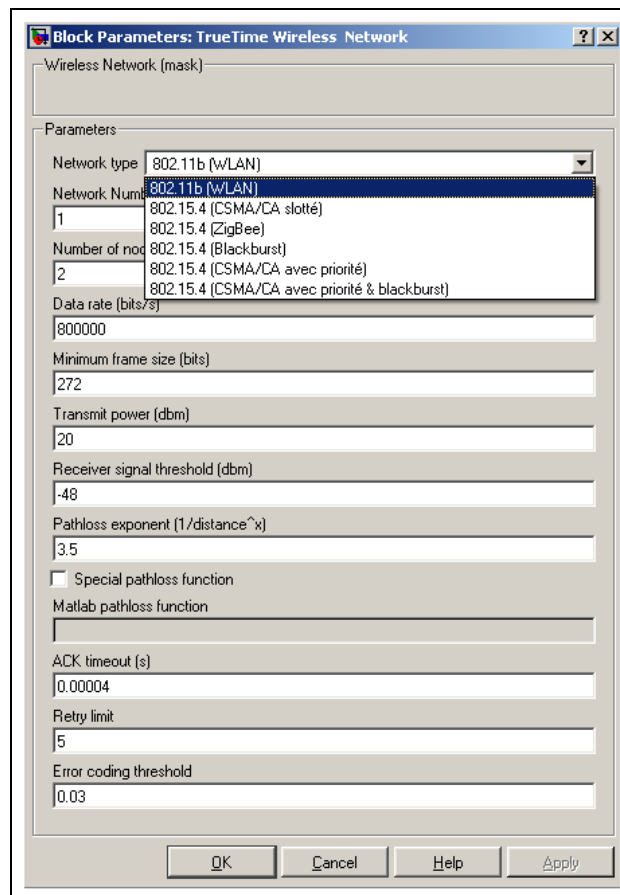 Block Parameters: TrueTime Wireless Network
Wireless Network (mask)
Parameters
Network type 802.11b (WLAN)
802.11b (WLAN)
802.15.4 (CSMA/CA slotté)
802.15.4 (ZigBee)
802.15.4 (Blackburst)
802.15.4 (CSMA/CA avec priorité)
802.15.4 (CSMA/CA avec priorité & blackburst)
Network Numb
1
Number of nod
2
Data rate (bits/s)
800000
Minimum frame size (bits)
272
Transmit power (dbm)
20
Receiver signal threshold (dbm)
-48
Pathloss exponent (1/distance^x)
3.5
Special pathloss function
Matlab pathloss function
ACK timeout (s)
0.00004
Retry limit
5
Error coding threshold
0.03
OK Cancel Help Apply